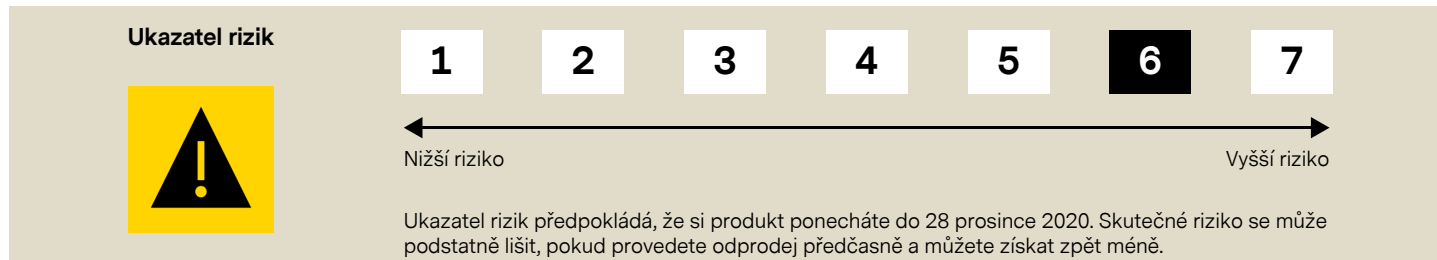 Ukazatel rizik
1 2 3 4 5 6 7
Nižší riziko Vyšší riziko
Ukazatel rizik předpokládá, že si produkt ponecháte do 28 prosince 2020. Skutečné riziko se může
podstatně lišit, pokud provedete odprodej předčasně a můžete získat zpět méně.